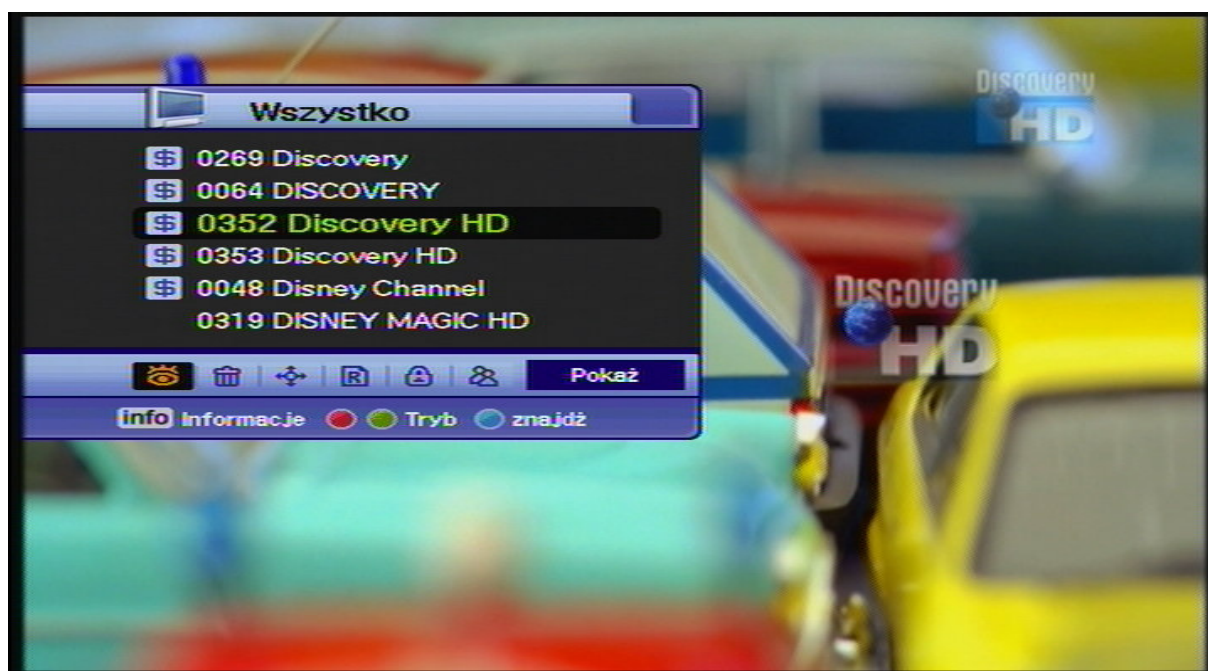 Discovery
HD
Wszystko
$ 0269 Discovery
$ 0064 DISCOVERY
$ 0352 Discovery HD
$ 0353 Discovery HD
$ 0048 Disney Channel
0319 DISNEY MAGIC HD
R Pokaż
info Informacje Tryb znajdż
DISCOVERY
HD